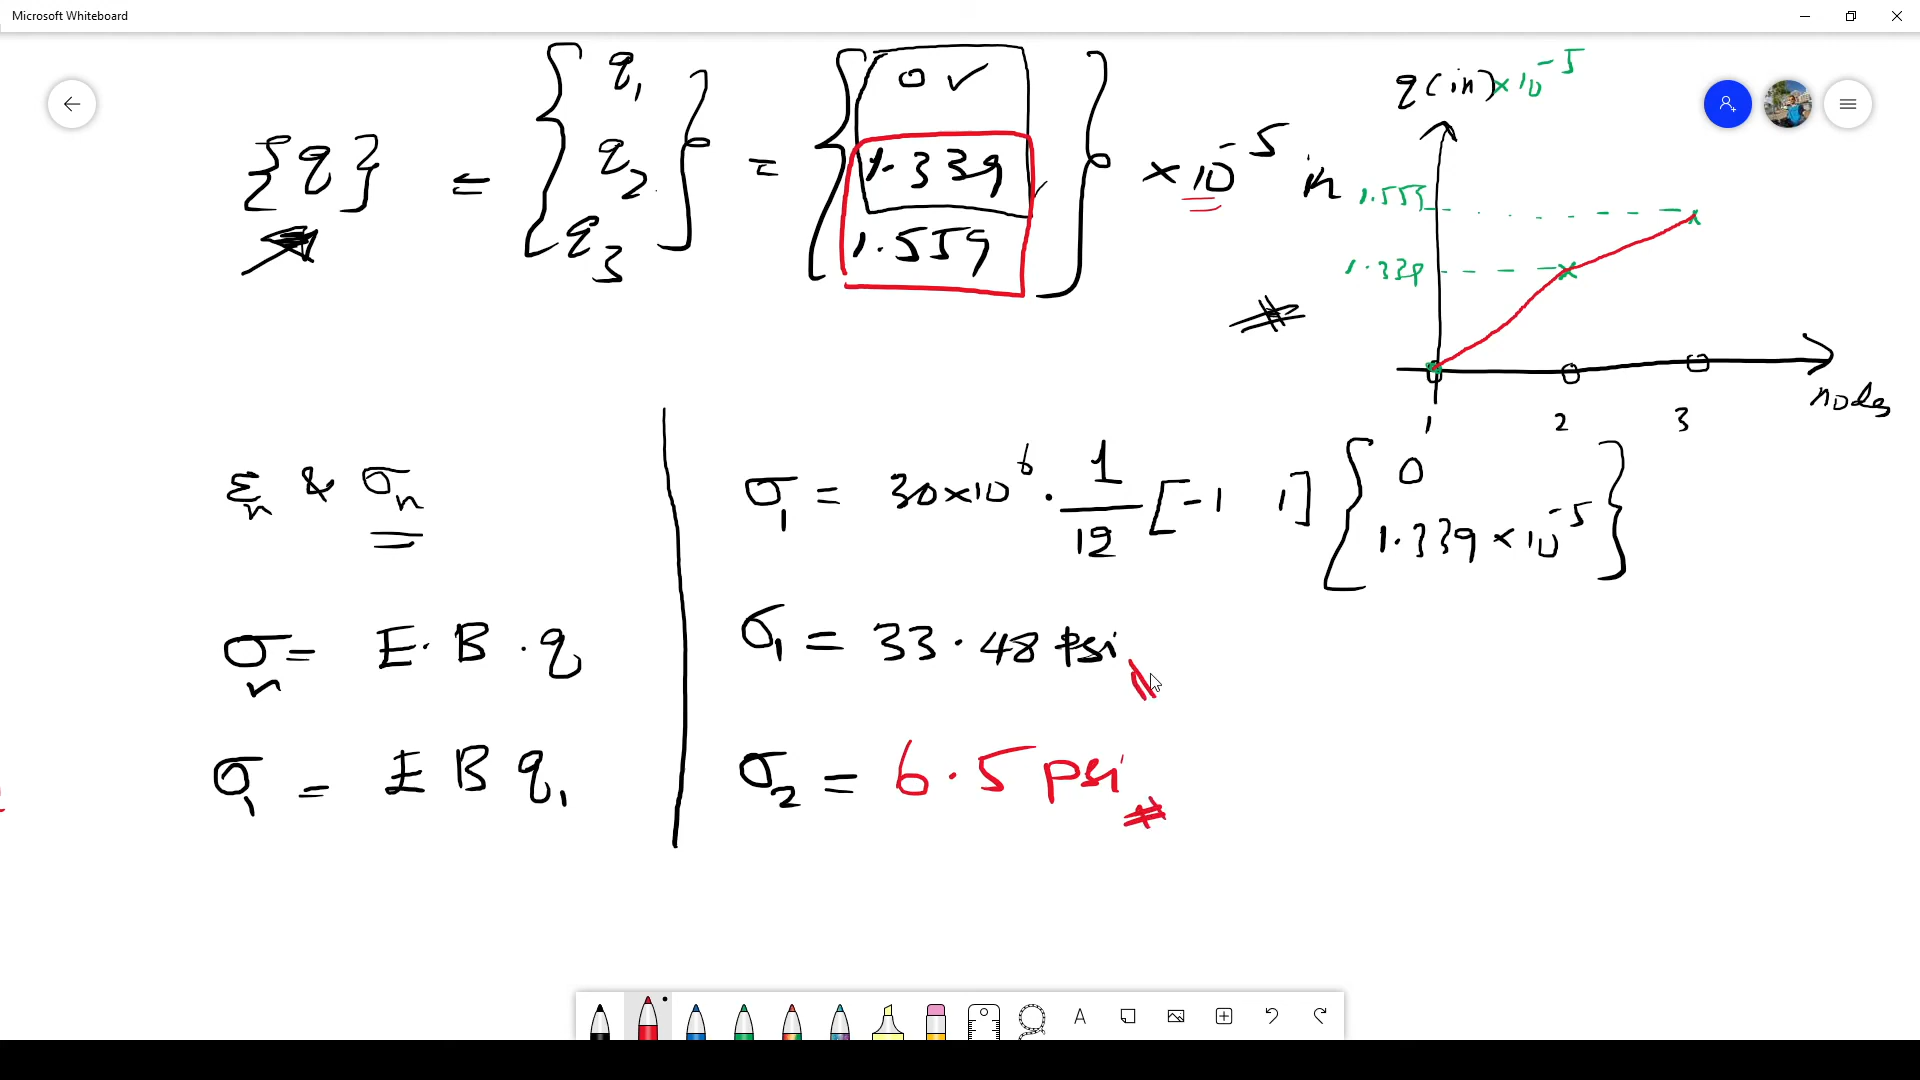 Microsoft Whiteboard
{q} = { q₁ q₂ q₃ } = { 0 ✓ 1.339 1.559 } × 10⁻⁵ in
q (in) × 10⁻⁵
1.559
1.339
1 2 3
nodes
εₙ & σₙ
σₙ = E · B · q
σ₁ = E B q₁
σ₁ = 30×10⁶ · 1/12 [-1 1] { 0 1.339 × 10⁻⁵ }
σ₁ = 33.48 psi
σ₂ = 6.5 psi